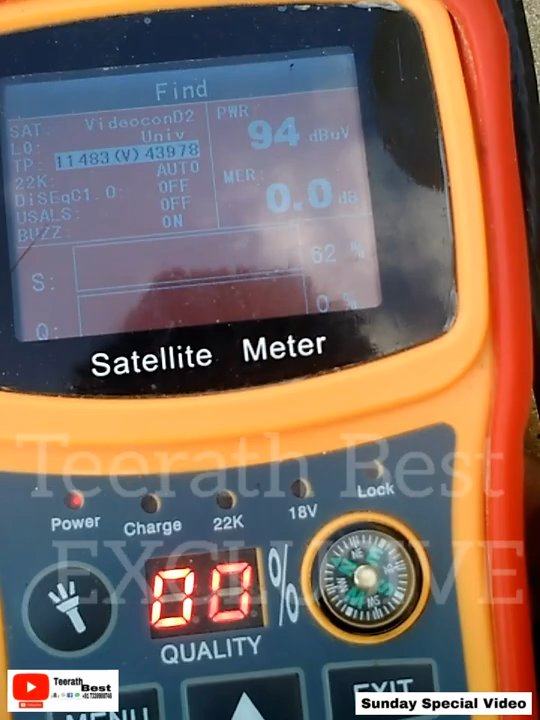 Find
SAT: VideoconD2
LO: Univ
TP: 11483(V)43978
22K: AUTO
DiSEqC1.0: OFF
USALS: OFF
BUZZ: ON
PWR:
94 dBuV
MER:
0.0 dB
S: 62 %
Q: 0 %
Satellite Meter
Teerath Best
Power Charge 22K 18V Lock
EXCLUSIVE
00 %
QUALITY
MENU EXIT
Teerath
Best
Sunday Special Video